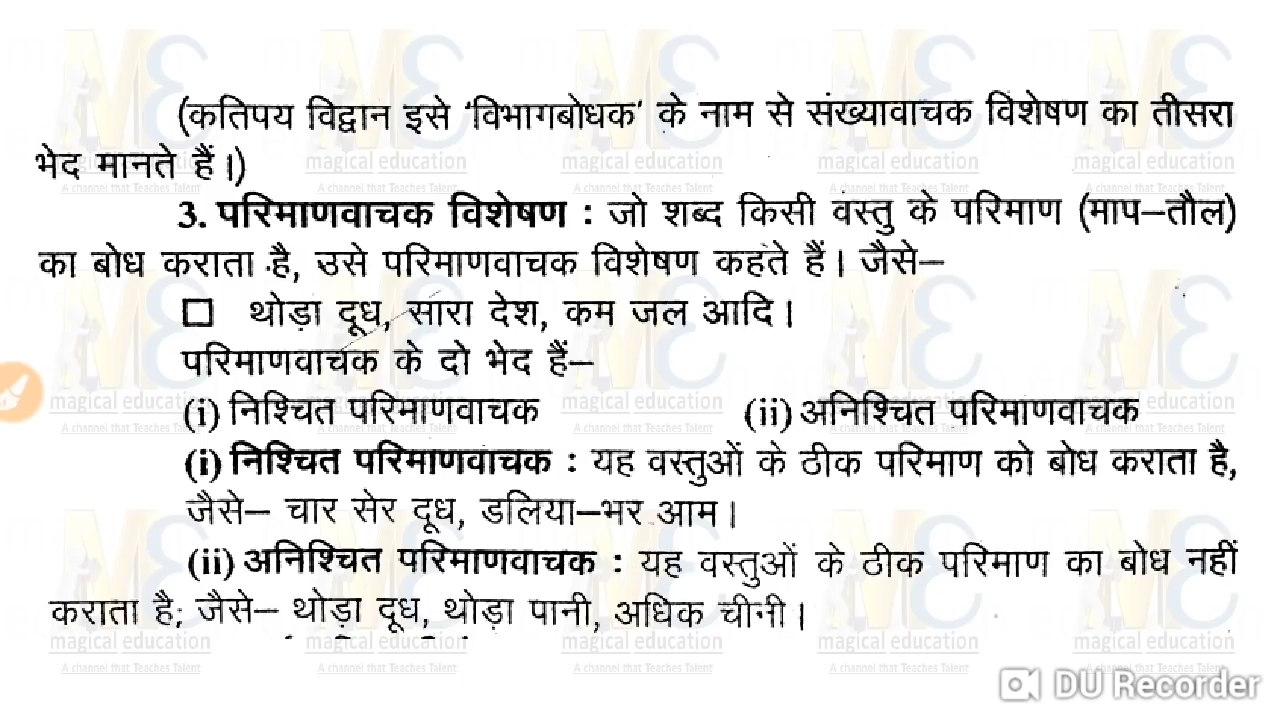 (कतिपय विद्वान इसे 'विभागबोधक' के नाम से संख्यावाचक विशेषण का तीसरा
भेद मानते हैं।)
3. परिमाणवाचक विशेषण : जो शब्द किसी वस्तु के परिमाण (माप–तौल)
का बोध कराता है, उसे परिमाणवाचक विशेषण कहते हैं। जैसे–
□ थोड़ा दूध, सारा देश, कम जल आदि।
परिमाणवाचक के दो भेद हैं–
(i) निश्चित परिमाणवाचक (ii) अनिश्चित परिमाणवाचक
(i) निश्चित परिमाणवाचक : यह वस्तुओं के ठीक परिमाण को बोध कराता है,
जैसे– चार सेर दूध, डलिया–भर आम।
(ii) अनिश्चित परिमाणवाचक : यह वस्तुओं के ठीक परिमाण का बोध नहीं
कराता है; जैसे– थोड़ा दूध, थोड़ा पानी, अधिक चीनी।
magical education
A channel that Teaches Talent
DU Recorder